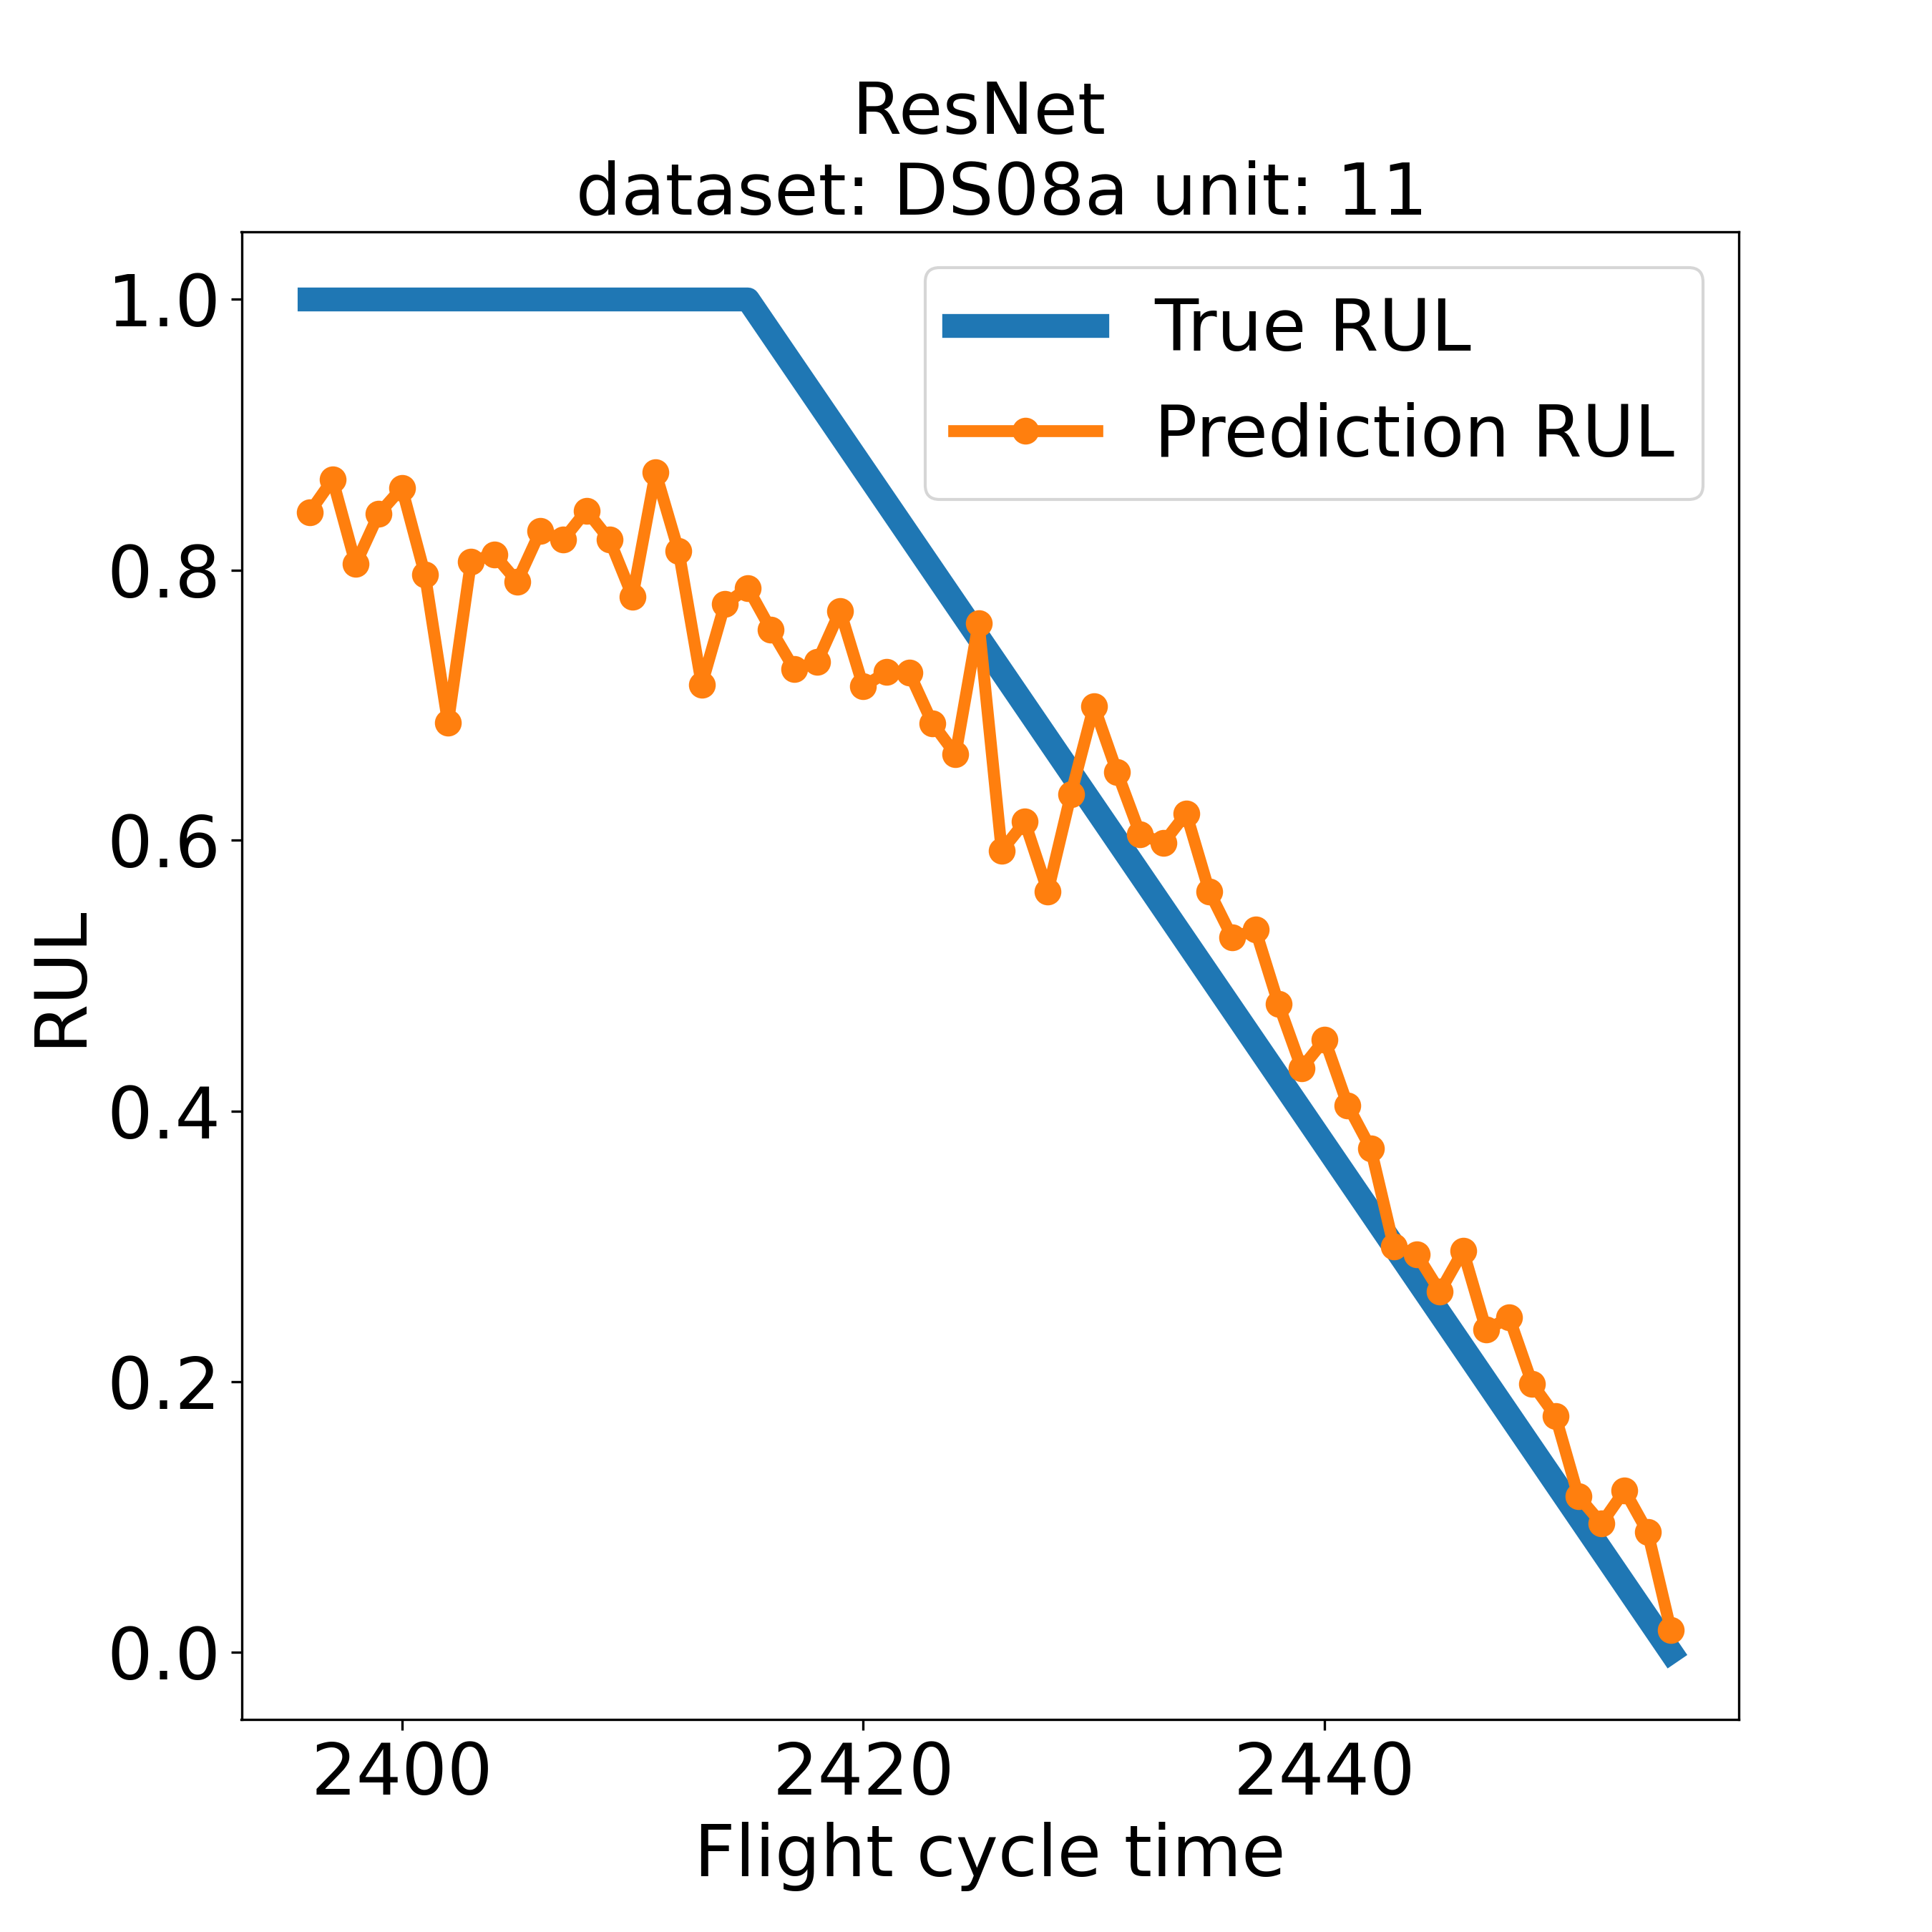 ResNet
dataset: DS08a unit: 11
True RUL
Prediction RUL
1.0
0.8
0.6
0.4
0.2
0.0
RUL
2400 2420 2440
Flight cycle time